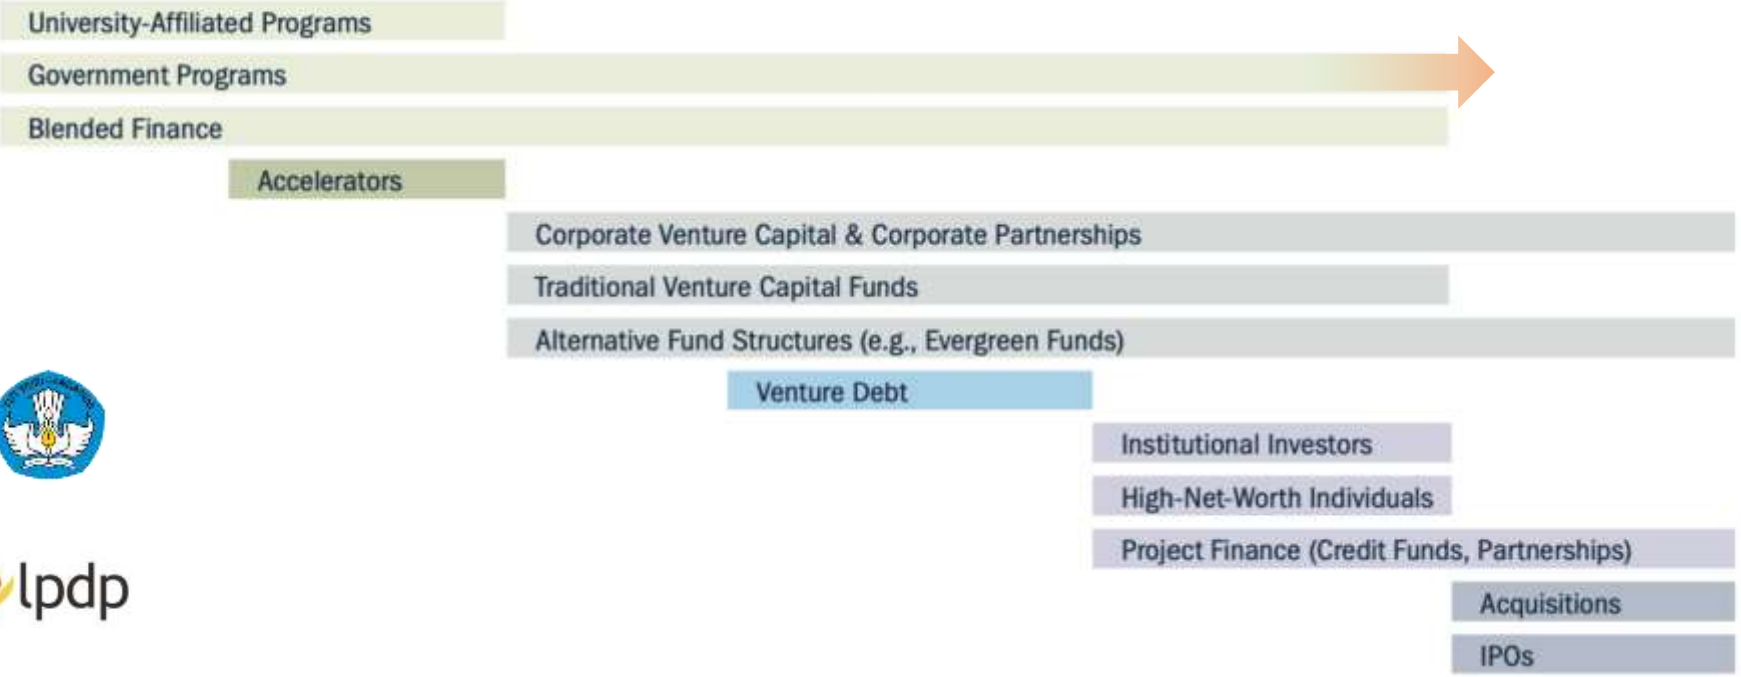 University-Affiliated Programs
Government Programs
Blended Finance
Accelerators
Corporate Venture Capital & Corporate Partnerships
Traditional Venture Capital Funds
Alternative Fund Structures (e.g., Evergreen Funds)
Venture Debt
Institutional Investors
High-Net-Worth Individuals
Project Finance (Credit Funds, Partnerships)
lpdp
Acquisitions
IPOs